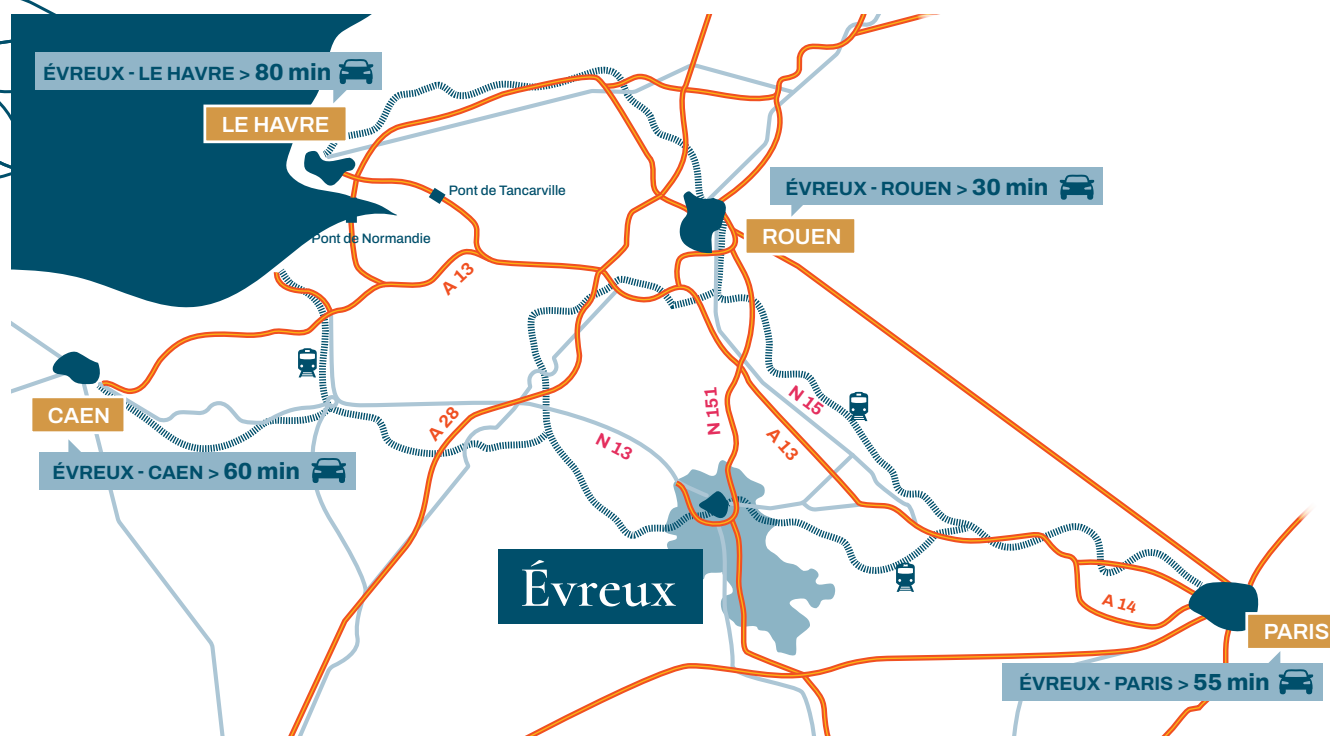 ÉVREUX - LE HAVRE > 80 min
LE HAVRE
Pont de Tancarville
ÉVREUX - ROUEN > 30 min
ROUEN
Pont de Normandie
A 13
CAEN
ÉVREUX - CAEN > 60 min
A 28
N 13
N 151
N 15
A 13
Évreux
A 14
PARIS
ÉVREUX - PARIS > 55 min